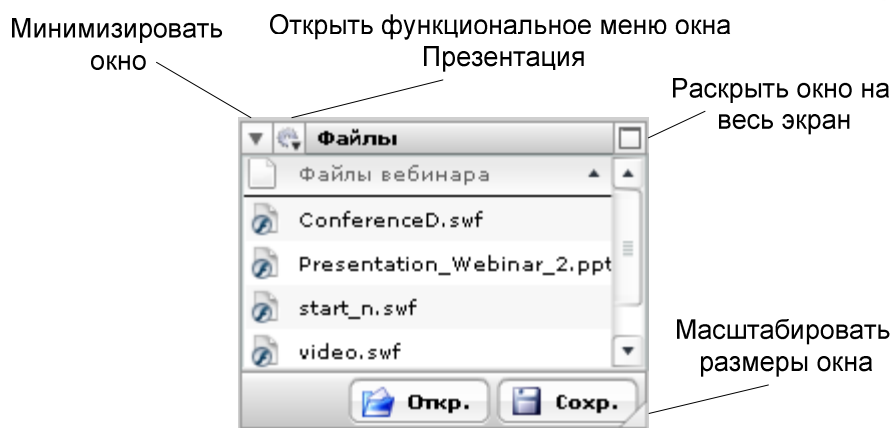 Минимизировать
окно
Открыть функциональное меню окна
Презентация
Раскрыть окно на
весь экран
Файлы
Файлы вебинара
ConferenceD.swf
Presentation_Webinar_2.ppt
start_n.swf
video.swf
Масштабировать
размеры окна
Откр.
Сохр.